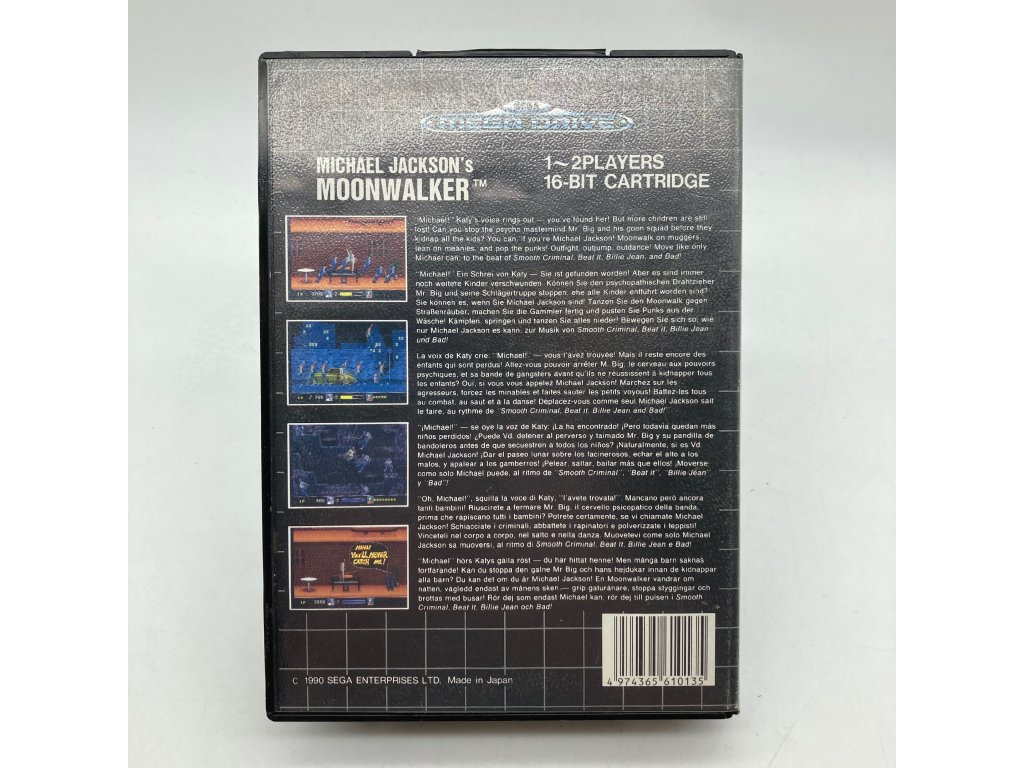 MEGA DRIVE
MICHAEL JACKSON's
MOONWALKER™
1~2PLAYERS
16-BIT CARTRIDGE
"Michael!" Katy's voice rings out — you've found her! But more children are still
lost! Can you stop the psycho mastermind Mr. Big and his goon squad before they
kidnap all the kids? You can, if you're Michael Jackson! Moonwalk on muggers,
lean on meanies, and pop the punks! Outfight, outjump, outdance! Move like only
Michael can, to the beat of Smooth Criminal, Beat It, Billie Jean, and Bad!
"Michael!" Ein Schrei von Katy — Sie ist gefunden worden! Aber es sind immer
noch weitere Kinder verschwunden. Können Sie den psychopathischen Drahtzieher
Mr. Big und seine Schlägertruppe stoppen, ehe alle Kinder entführt worden sind?
Sie können es, wenn Sie Michael Jackson sind! Tanzen Sie den Moonwalk gegen
Straßenräuber, machen Sie die Gammler fertig und pusten Sie Punks aus der
Wäsche! Kämpfen, springen und tanzen Sie alles nieder! Bewegen Sie sich so, wie
nur Michael Jackson es kann, zur Musik von Smooth Criminal, Beat it, Billie Jean
und Bad!
La voix de Katy crie: "Michael!" — vous l'avez trouvée! Mais il reste encore des
enfants qui sont perdus! Allez-vous pouvoir arrêter M. Big, le cerveau aux pouvoirs
psychiques, et sa bande de gangsters avant qu'ils ne réussissent à kidnapper tous
les enfants? Oui, si vous vous appelez Michael Jackson! Marchez sur les
agresseurs, forcez les minables et faites sauter les petits voyous! Battez-les tous
au combat, au saut et à la danse! Déplacez-vous comme seul Michael Jackson sait
le faire, au rythme de "Smooth Criminal, Beat it, Billie Jean and Bad!"
"¡Michael!" — se oye la voz de Katy: ¡La ha encontrado! ¡Pero todavía quedan más
niños perdidos! ¿Puede Vd. detener al perverso y taimado Mr. Big y su pandilla de
bandoleros antes de que secuestren a todos los niños? ¡Naturalmente, si es Vd.
Michael Jackson! ¡Dar el paseo lunar sobre los facinerosos, echar el alto a los
malos, y apalear a los gamberros! ¡Pelear, saltar, bailar más que ellos! ¡Moverse
como solo Michael puede, al ritmo de "Smooth Criminal", "Beat it", "Billie Jean"
y "Bad"!
"Oh, Michael!", squilla la voce di Katy, "l'avete trovata!". Mancano però ancora
tanti bambini! Riuscirete a fermare Mr. Big, il cervello psicopatico della banda,
prima che rapiscano tutti i bambini? Potrete certamente, se vi chiamate Michael
Jackson! Schiacciate i criminali, abbattete i rapinatori e polverizzate i teppisti!
Vinceteli nel corpo a corpo, nel salto e nella danza. Muovetevi come solo Michael
Jackson sa muoversi, al ritmo di Smooth Criminal, Beat It, Billie Jean e Bad!
"Michael" hörs Katys gälla röst — du har hittat henne! Men många barn saknas
fortfarande! Kan du stoppa den galne Mr Big och hans hejdukar innan de kidnappar
alla barn? Du kan det om du är Michael Jackson! En Moonwalker vandrar om
natten, vägledd endast av månens sken — grip gaturånare, stoppa styggingar och
brottas med busar! Rör dej som endast Michael kan, rör dej till pulsen i Smooth
Criminal, Beat It, Billie Jean och Bad!
HAHA!
YOU'LL NEVER
CATCH ME!
© 1990 SEGA ENTERPRISES LTD. Made in Japan
4 974365 610135